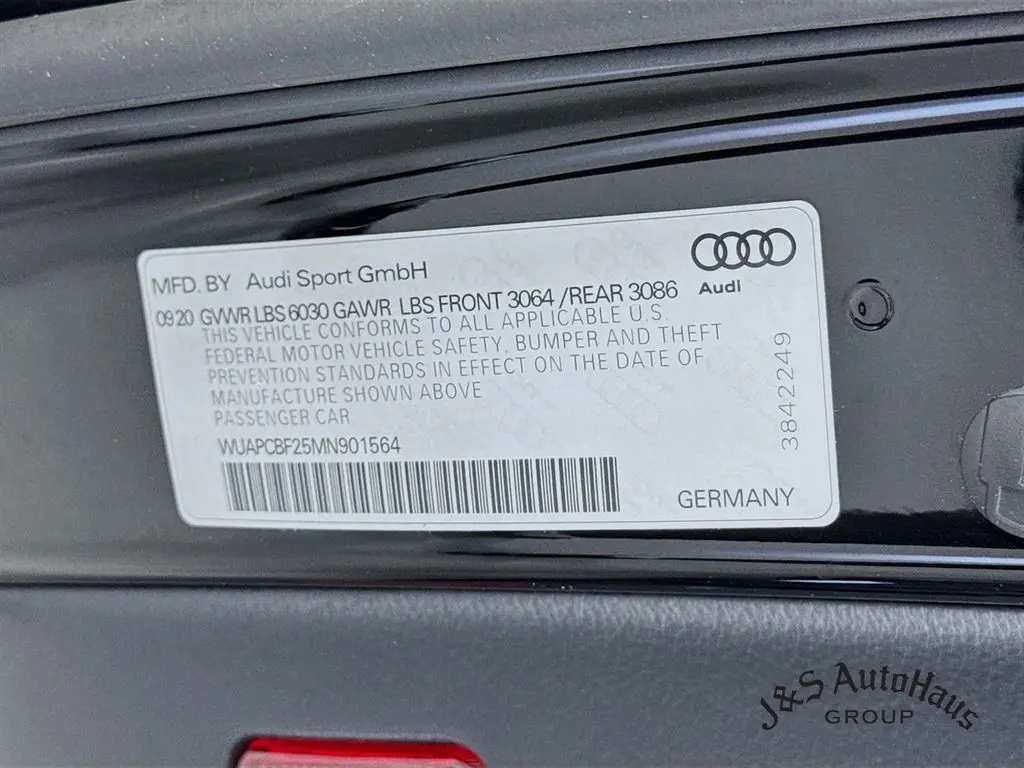 MFD. BY Audi Sport GmbH
Audi
0920 GVWR LBS 6030 GAWR LBS FRONT 3064 /REAR 3086
THIS VEHICLE CONFORMS TO ALL APPLICABLE U.S.
FEDERAL MOTOR VEHICLE SAFETY, BUMPER AND THEFT
PREVENTION STANDARDS IN EFFECT ON THE DATE OF
MANUFACTURE SHOWN ABOVE
PASSENGER CAR
3842249
WUAPCBF25MN901564
GERMANY
J&S AutoHaus
GROUP